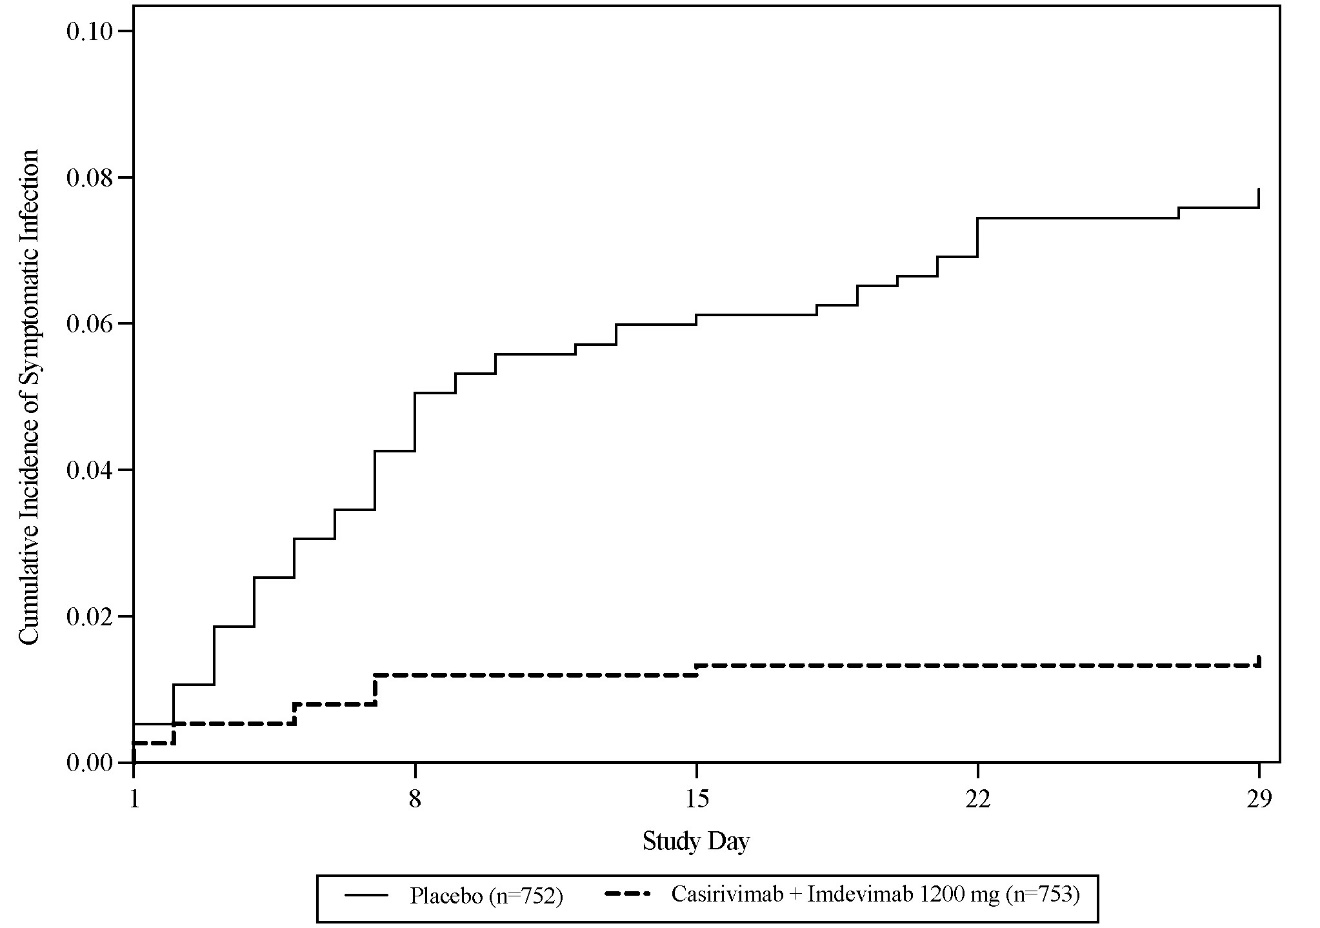 Cumulative Incidence of Symptomatic Infection
0.10
0.08
0.06
0.04
0.02
0.00
1 8 15 22 29
Study Day
Placebo (n=752) Casirivimab + Imdevimab 1200 mg (n=753)